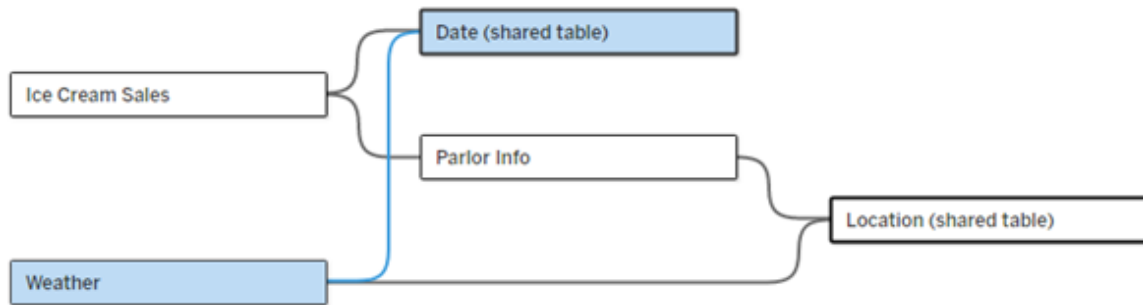 Date (shared table)
Ice Cream Sales
Parlor Info
Location (shared table)
Weather